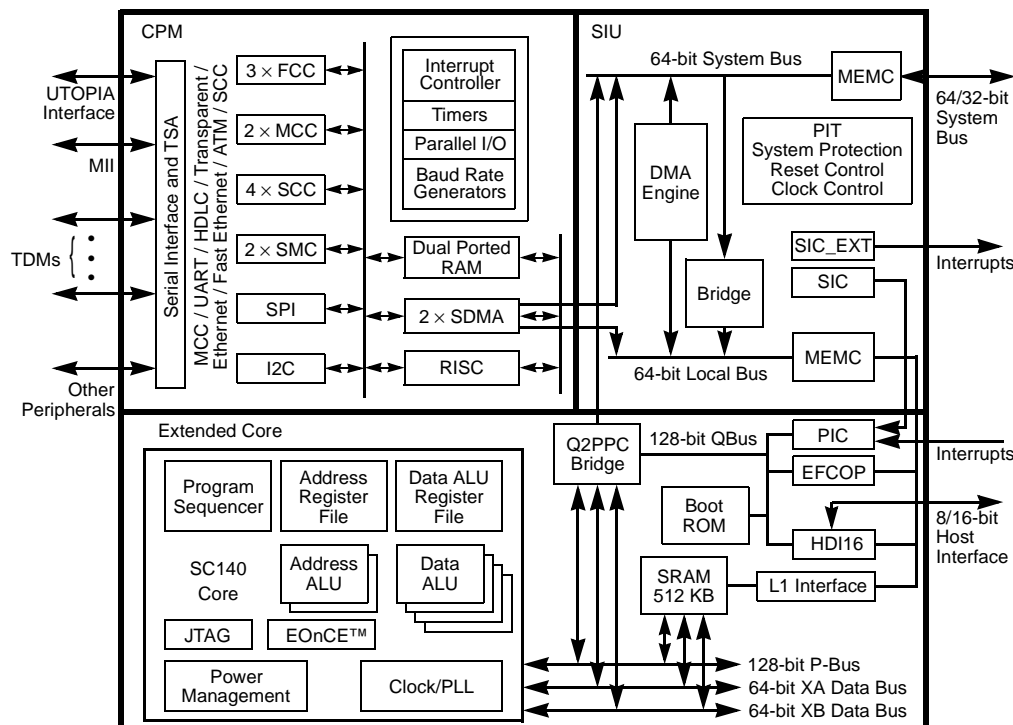 CPM
SIU
UTOPIA
Interface
MII
TDMs
Other
Peripherals
Serial Interface and TSA
MCC / UART / HDLC / Transparent /
Ethernet / Fast Ethernet / ATM / SCC
3 × FCC
2 × MCC
4 × SCC
2 × SMC
SPI
I2C
Interrupt
Controller
Timers
Parallel I/O
Baud Rate
Generators
Dual Ported
RAM
2 × SDMA
RISC
64-bit System Bus
MEMC
64/32-bit
System
Bus
DMA
Engine
PIT
System Protection
Reset Control
Clock Control
SIC_EXT
Interrupts
SIC
Bridge
64-bit Local Bus
MEMC
Extended Core
Program
Sequencer
Address
Register
File
Data ALU
Register
File
SC140
Core
Address
ALU
Data
ALU
JTAG
EOnCE™
Power
Management
Clock/PLL
Q2PPC
Bridge
128-bit QBus
PIC
Interrupts
EFCOP
Boot
ROM
HDI16
8/16-bit
Host
Interface
SRAM
512 KB
L1 Interface
128-bit P-Bus
64-bit XA Data Bus
64-bit XB Data Bus